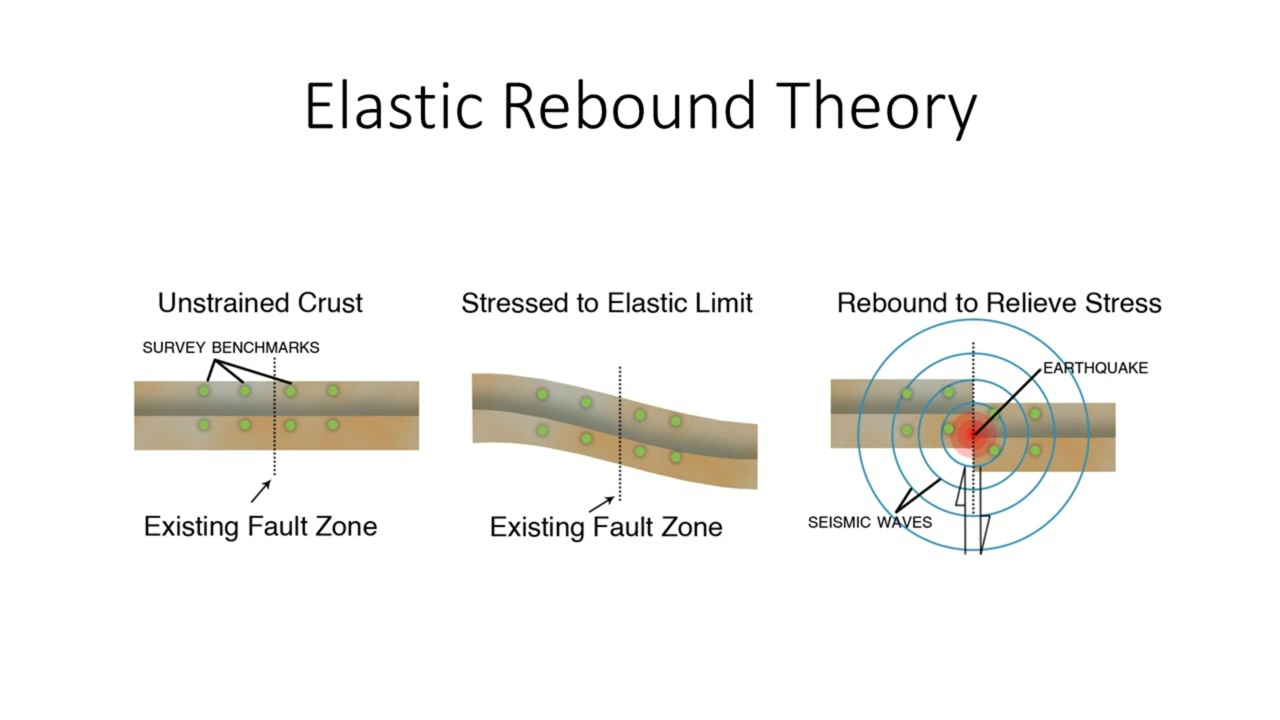 Elastic Rebound Theory
Unstrained Crust
SURVEY BENCHMARKS
Existing Fault Zone
Stressed to Elastic Limit
Existing Fault Zone
Rebound to Relieve Stress
EARTHQUAKE
SEISMIC WAVES